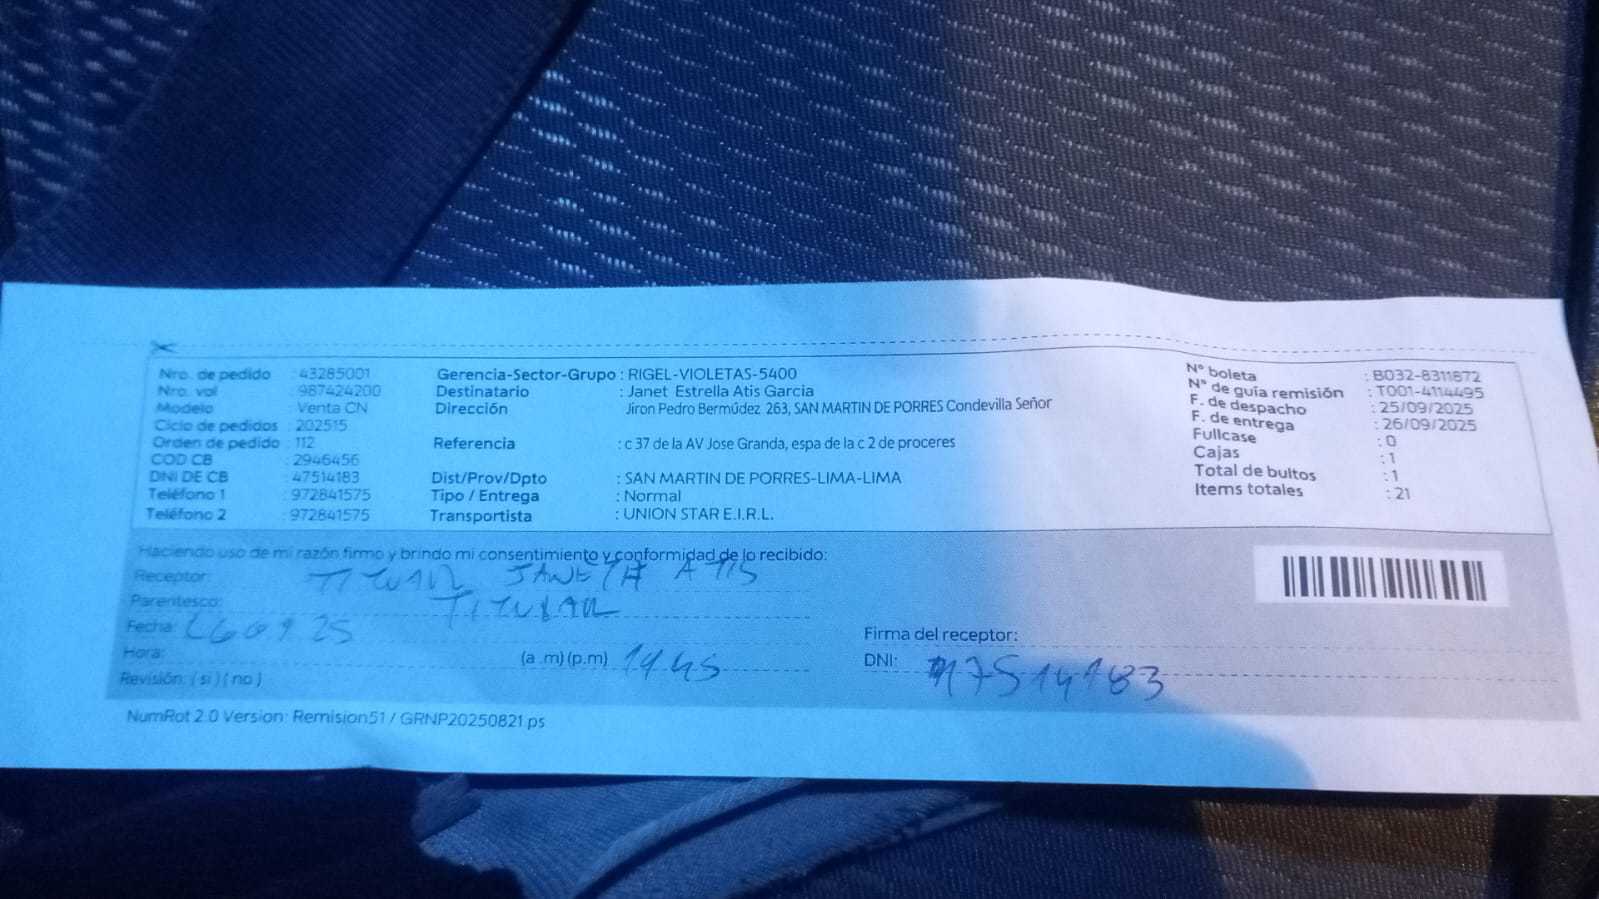 Nro. de pedido : 43285001 Gerencia-Sector-Grupo : RIGEL-VIOLETAS-5400 N° boleta : B032-8311872
Nro. vol : 987424200 Destinatario : Janet Estrella Atis Garcia N° de guía remisión : T001-4114495
Modelo : Venta CN Dirección Jiron Pedro Bermúdez 263, SAN MARTIN DE PORRES Condevilla Señor F. de despacho : 25/09/2025
Ciclo de pedidos : 202515 F. de entrega : 26/09/2025
Orden de pedido : 112 Referencia : c 37 de la AV Jose Granda, espa de la c 2 de proceres Fullcase : 0
COD CB : 2946456 Cajas : 1
DNI DE CB : 47514183 Dist/Prov/Dpto : SAN MARTIN DE PORRES-LIMA-LIMA Total de bultos : 1
Teléfono 1 : 972841575 Tipo / Entrega : Normal Items totales : 21
Teléfono 2 : 972841575 Transportista : UNION STAR E.I.R.L.
Haciendo uso de mi razón firmo y brindo mi consentimiento y conformidad de lo recibido:
Receptor: TITULAR JANETH ATIS
Parentesco: TITULAR
Fecha: 26 09 25 Firma del receptor:
Hora: (a .m) (p.m) 1445 DNI: 47514183
Revisión: ( si ) ( no )
NumRot 2.0 Version: Remision51 / GRNP20250821 ps